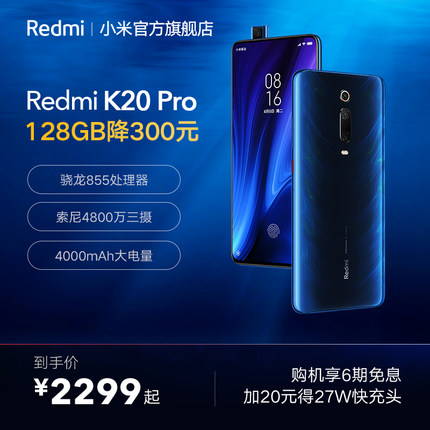 Redmi | 小米官方旗舰店
Redmi K20 Pro
128GB降300元
骁龙855处理器
索尼4800万三摄
4000mAh大电量
08
16
Redmi
到手价
¥2299起
购机享6期免息
加20元得27W快充头